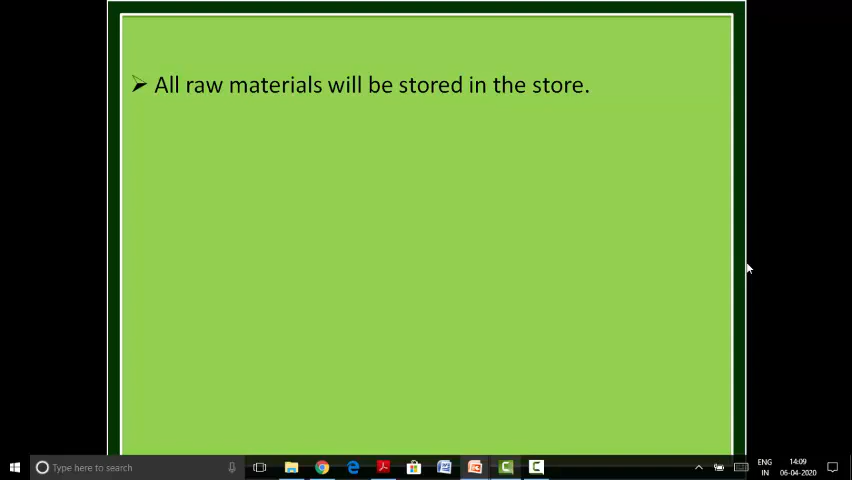 All raw materials will be stored in the store.
Type here to search
ENG
IN
14:09
06-04-2020